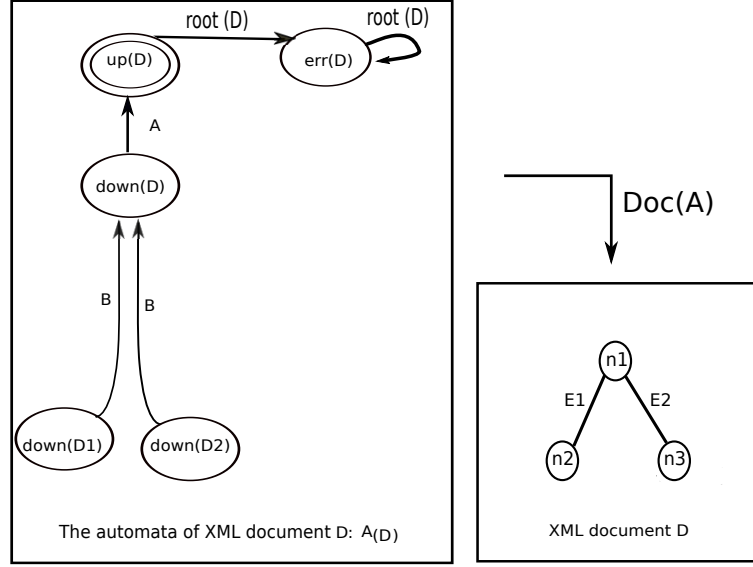 root (D)
root (D)
up(D)
err(D)
A
down(D)
B
B
down(D1)
down(D2)
The automata of XML document D: A(D)
Doc(A)
n1
E1
E2
n2
n3
XML document D